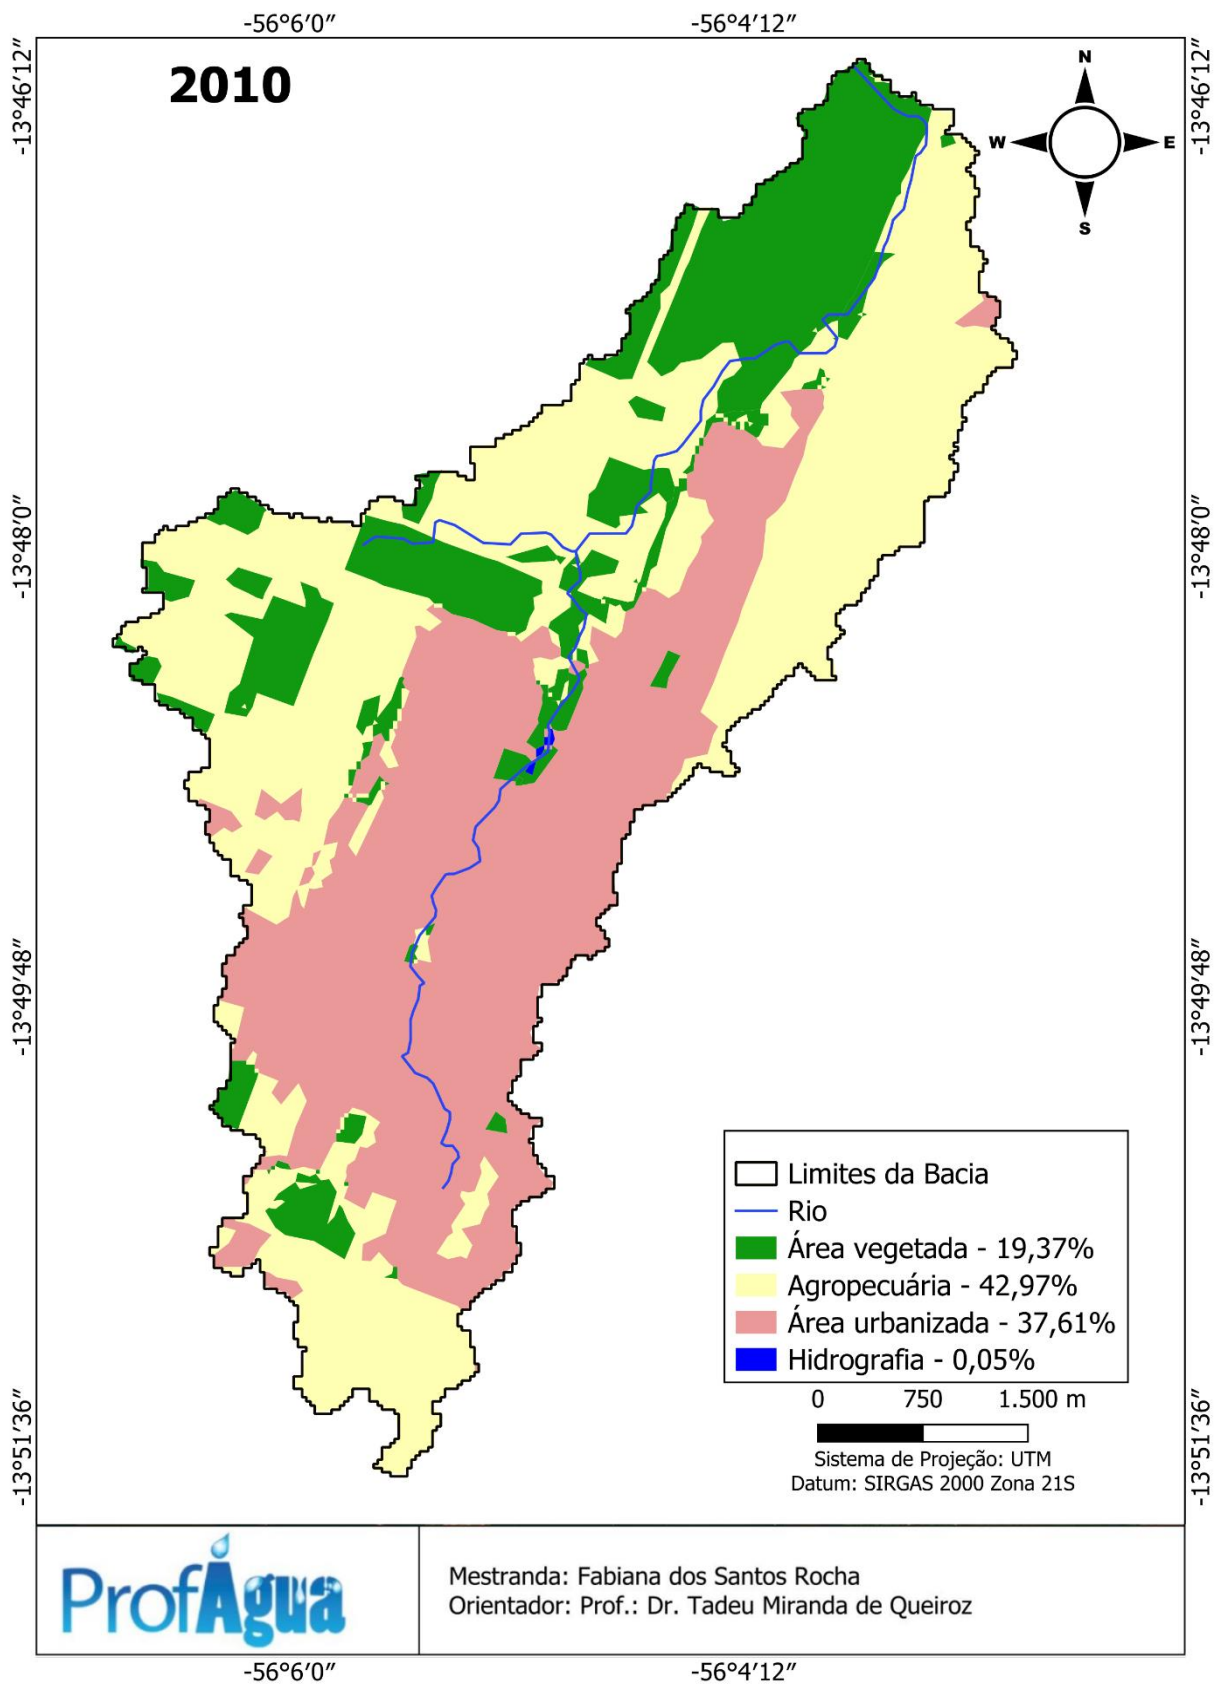 -56°6′0″ -56°4′12″
-13°46′12″ -13°46′12″
2010
N
W E
S
-13°48′0″ -13°48′0″
-13°49′48″ -13°49′48″
Limites da Bacia
Rio
Área vegetada - 19,37%
Agropecuária - 42,97%
Área urbanizada - 37,61%
Hidrografia - 0,05%
0 750 1.500 m
-13°51′36″ -13°51′36″
Sistema de Projeção: UTM
Datum: SIRGAS 2000 Zona 21S
ProfÁgua
Mestranda: Fabiana dos Santos Rocha
Orientador: Prof.: Dr. Tadeu Miranda de Queiroz
-56°6′0″ -56°4′12″